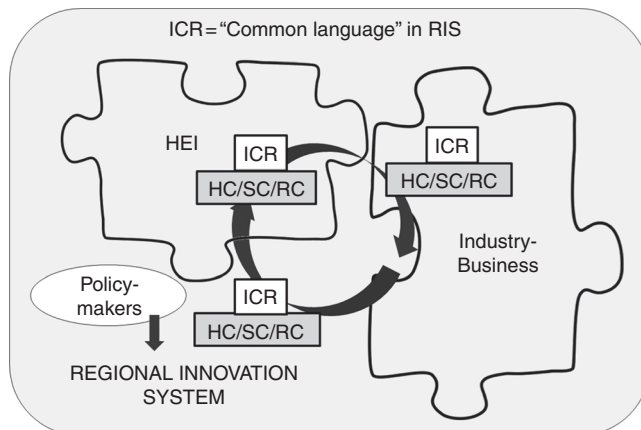 ICR = “Common language” in RIS
HEI
ICR
HC/SC/RC
ICR
HC/SC/RC
Industry-
Business
Policy-
makers
ICR
HC/SC/RC
REGIONAL INNOVATION
SYSTEM